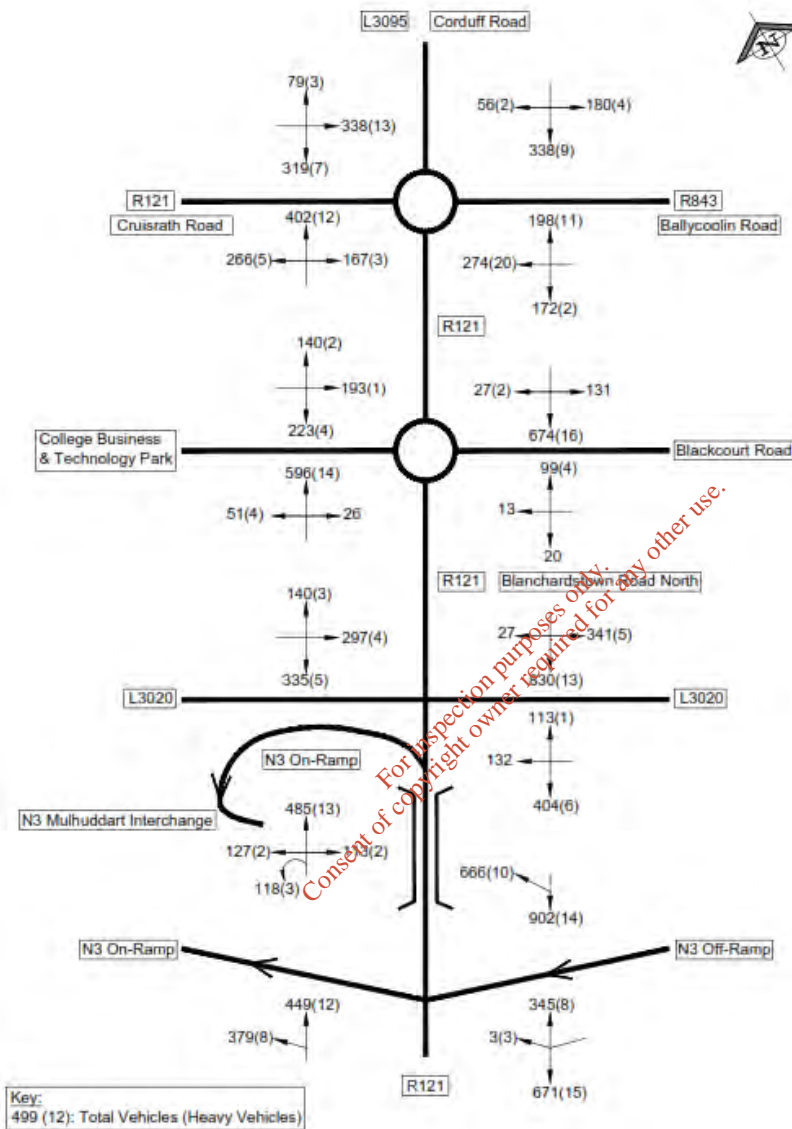 L3095 Corduff Road
N
79(3)
338(13)
319(7)
56(2) 180(4)
338(9)
R121
Cruisrath Road
R843
Ballycoolin Road
402(12)
266(5) 167(3)
198(11)
274(20)
172(2)
R121
140(2)
193(1)
223(4)
27(2) 131
674(16)
College Business
& Technology Park
Blackcourt Road
596(14)
51(4) 26
99(4)
13
20
R121 Blanchardstown Road North
140(3)
297(4)
335(5)
27 341(5)
830(13)
L3020 L3020
113(1)
132
404(6)
N3 On-Ramp
N3 Mulhuddart Interchange
485(13)
127(2)
118(3)
666(10)
902(14)
N3 On-Ramp N3 Off-Ramp
449(12)
379(8)
345(8)
3(3)
671(15)
R121
Key:
499 (12): Total Vehicles (Heavy Vehicles)
For inspection purposes only.
Consent of copyright owner required for any other use.